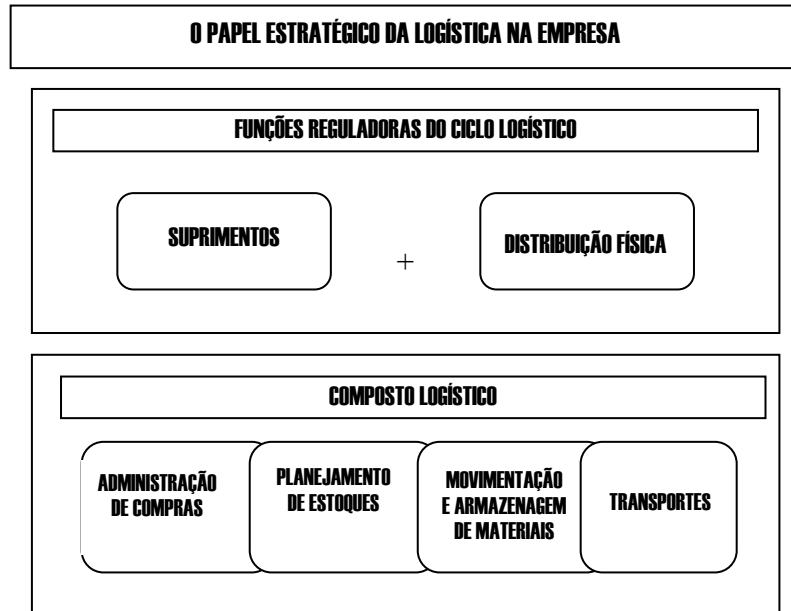 O PAPEL ESTRATÉGICO DA LOGÍSTICA NA EMPRESA
FUNÇÕES REGULADORAS DO CICLO LOGÍSTICO
SUPRIMENTOS
+
DISTRIBUIÇÃO FÍSICA
COMPOSTO LOGÍSTICO
ADMINISTRAÇÃO
DE COMPRAS
PLANEJAMENTO
DE ESTOQUES
MOVIMENTAÇÃO
E ARMAZENAGEM
DE MATERIAIS
TRANSPORTES